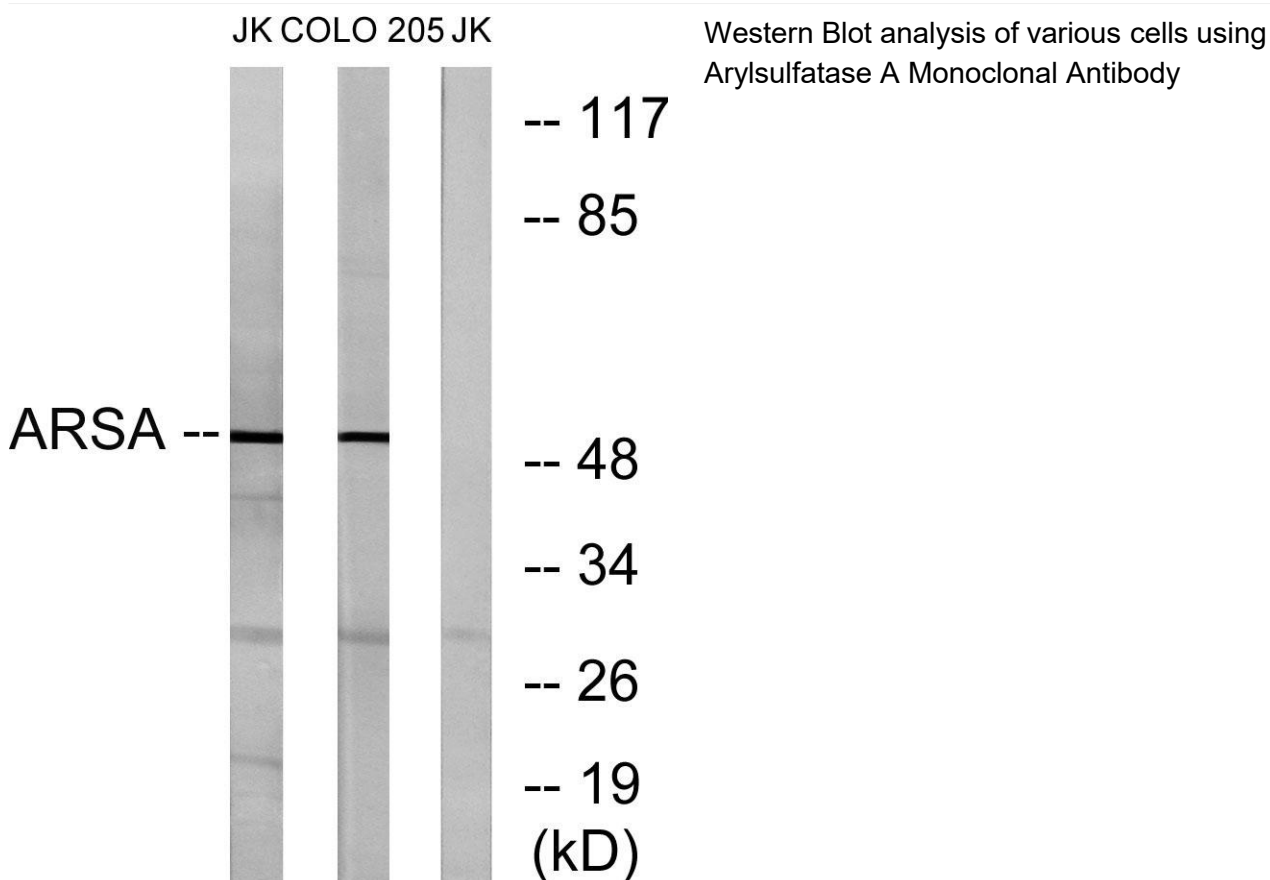 JK COLO 205 JK
Western Blot analysis of various cells using
Arylsulfatase A Monoclonal Antibody
-- 117
-- 85
ARSA --
-- 48
-- 34
-- 26
-- 19
(kD)